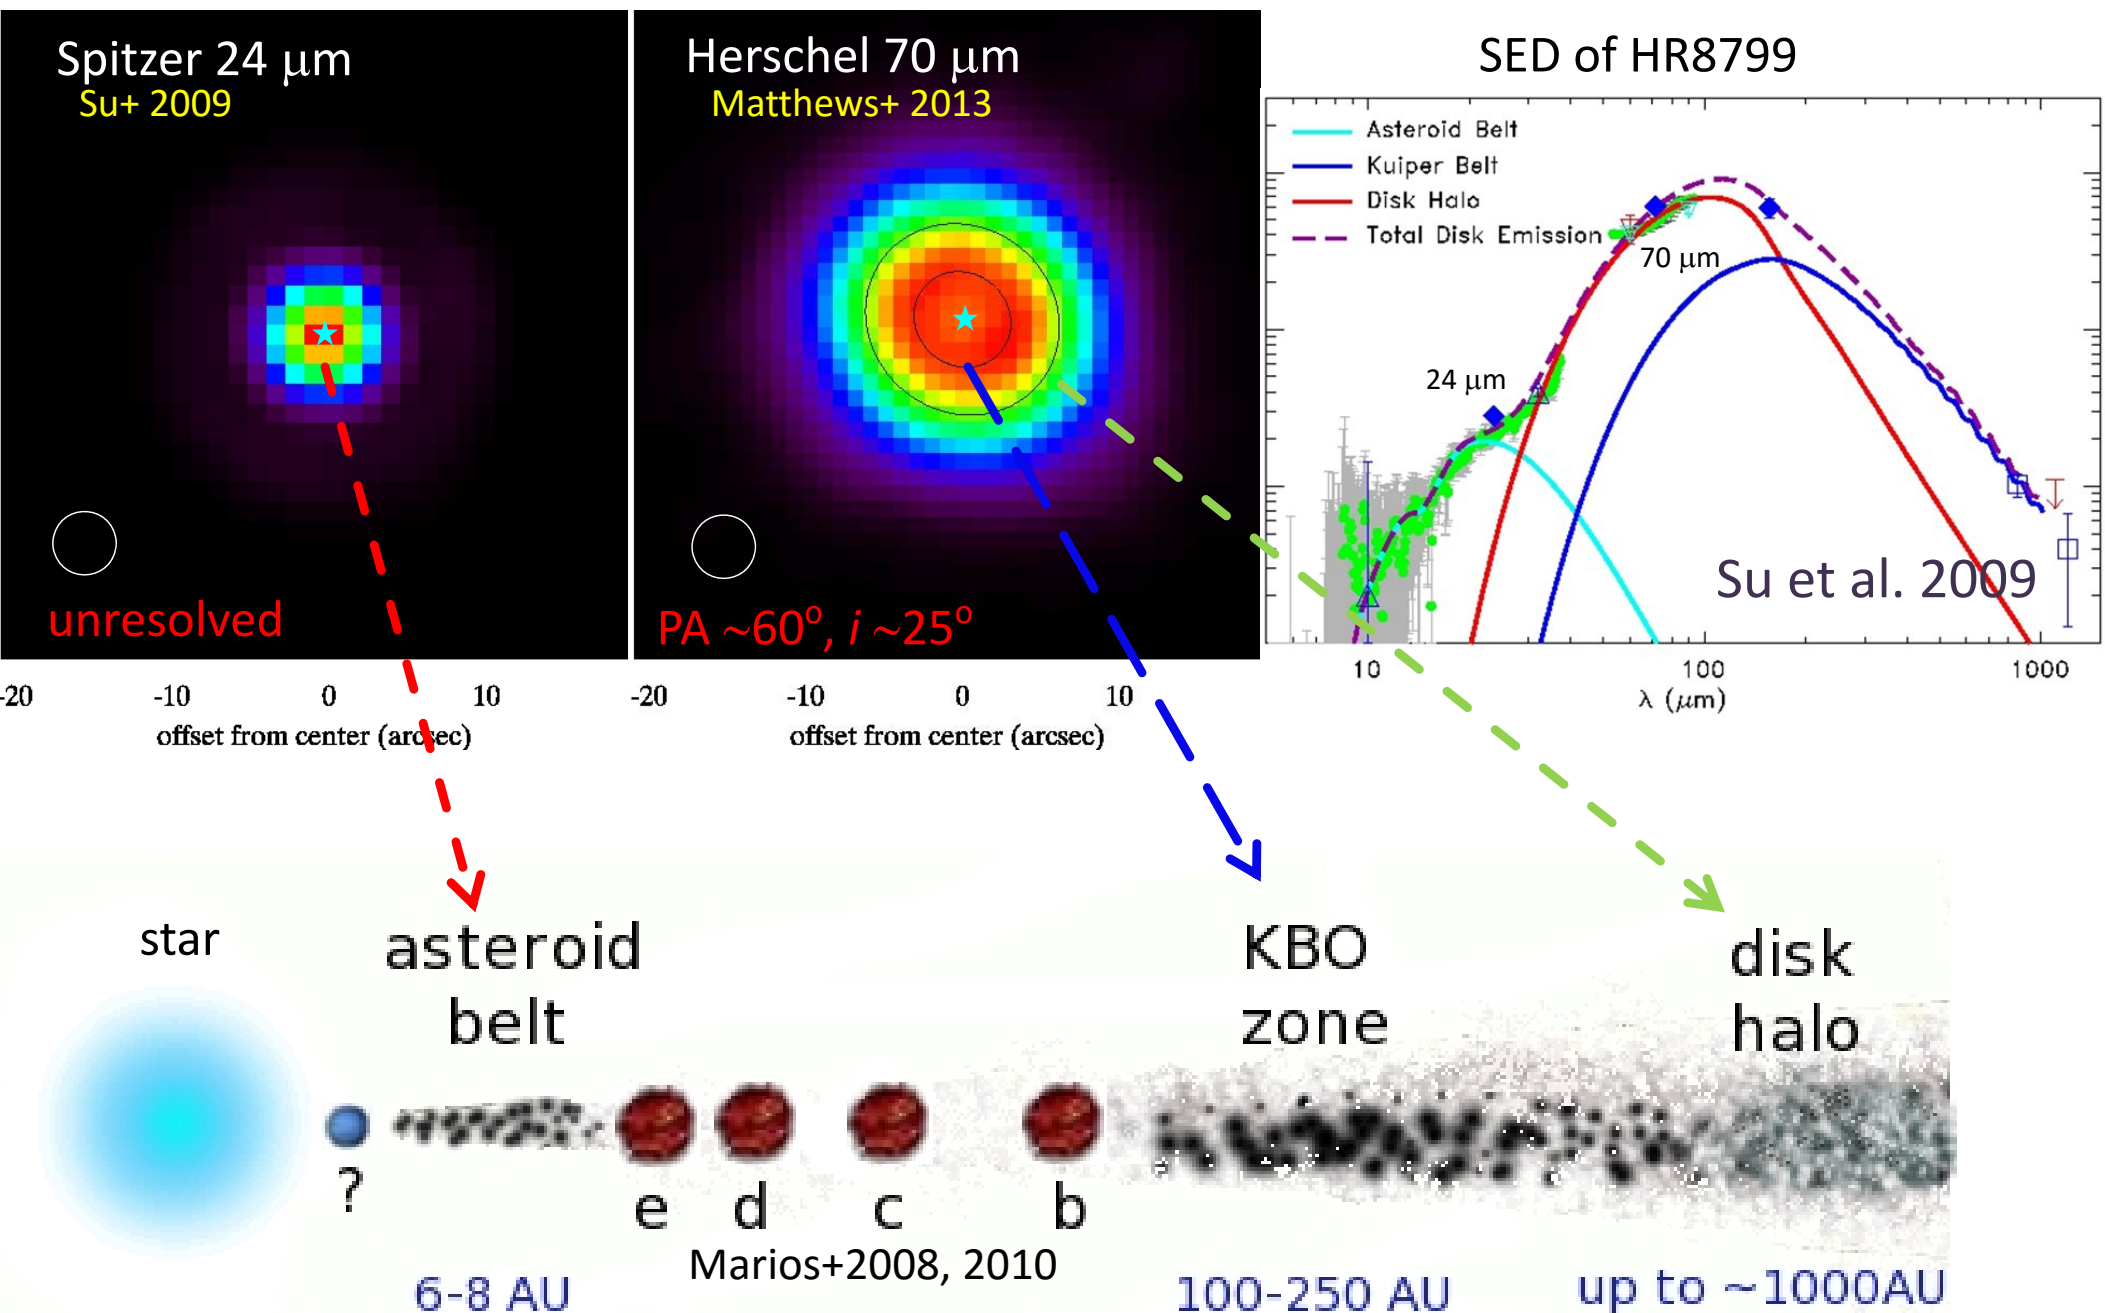 Spitzer 24 μm
Su+ 2009
unresolved
-20 -10 0 10
offset from center (arcsec)
Herschel 70 μm
Matthews+ 2013
PA ~60°, i ~25°
-20 -10 0 10
offset from center (arcsec)
SED of HR8799
Asteroid Belt
Kuiper Belt
Disk Halo
Total Disk Emission
70 μm
24 μm
Su et al. 2009
10 100 1000
λ (μm)
star
asteroid
belt
KBO
zone
disk
halo
?
e d c b
Marios+2008, 2010
6-8 AU
100-250 AU
up to ~1000AU